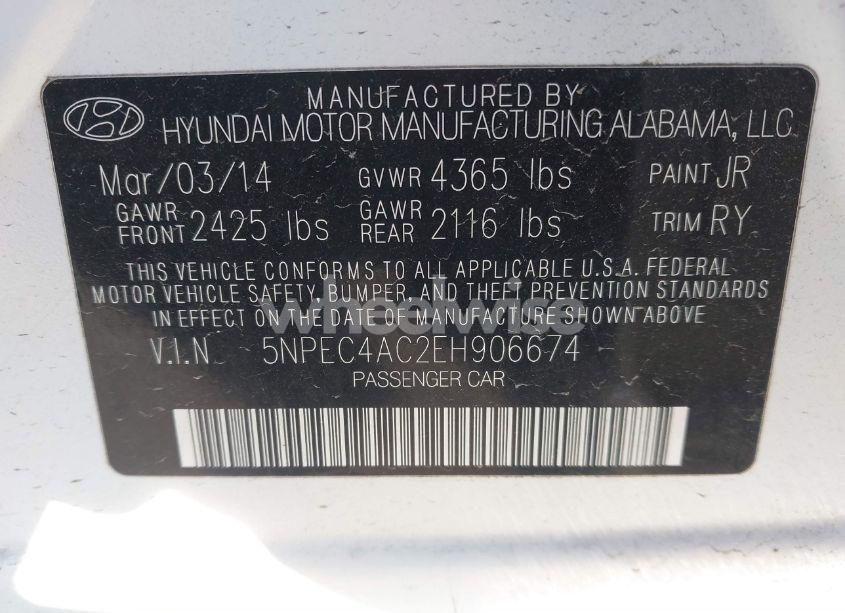 MANUFACTURED BY
HYUNDAI MOTOR MANUFACTURING ALABAMA, LLC
Mar/03/14 GVWR 4365 lbs PAINT JR
GAWR FRONT 2425 lbs GAWR REAR 2116 lbs TRIM RY
THIS VEHICLE CONFORMS TO ALL APPLICABLE U.S.A. FEDERAL
MOTOR VEHICLE SAFETY, BUMPER, AND THEFT PREVENTION STANDARDS
IN EFFECT ON THE DATE OF MANUFACTURE SHOWN ABOVE.
wheelwise
V.I.N 5NPEC4AC2EH906674
PASSENGER CAR